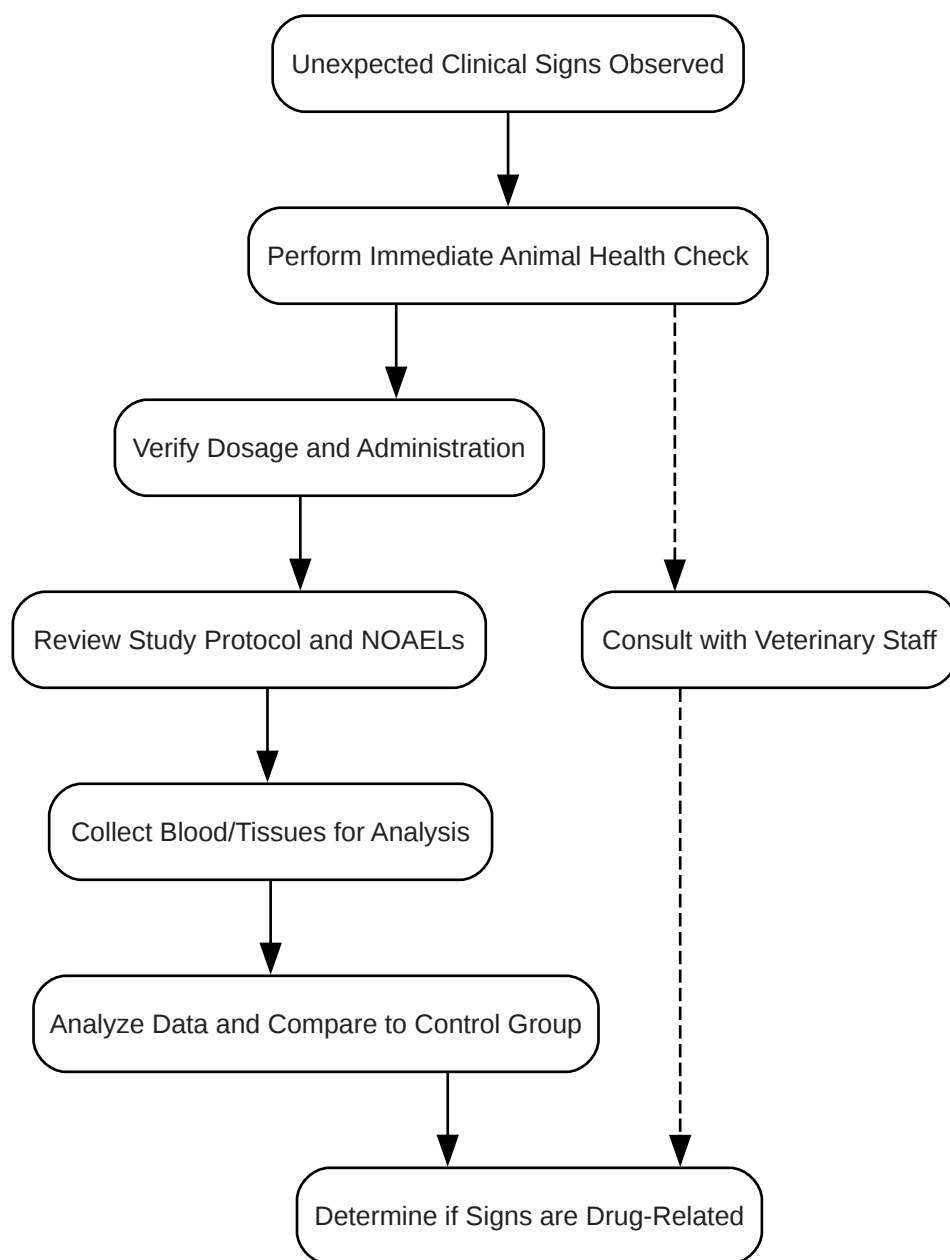 Unexpected Clinical Signs Observed
Perform Immediate Animal Health Check
Verify Dosage and Administration
Review Study Protocol and NOAELs
Consult with Veterinary Staff
Collect Blood/Tissues for Analysis
Analyze Data and Compare to Control Group
Determine if Signs are Drug-Related